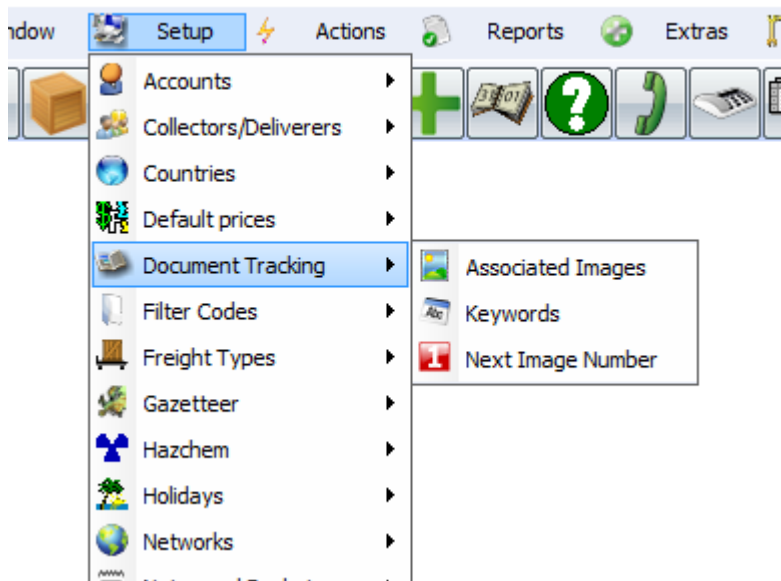 ndow Setup Actions Reports Extras
Accounts
Collectors/Deliverers
Countries
Default prices
Document Tracking
Associated Images
Filter Codes
Keywords
Freight Types
Next Image Number
Gazetteer
Hazchem
Holidays
Networks